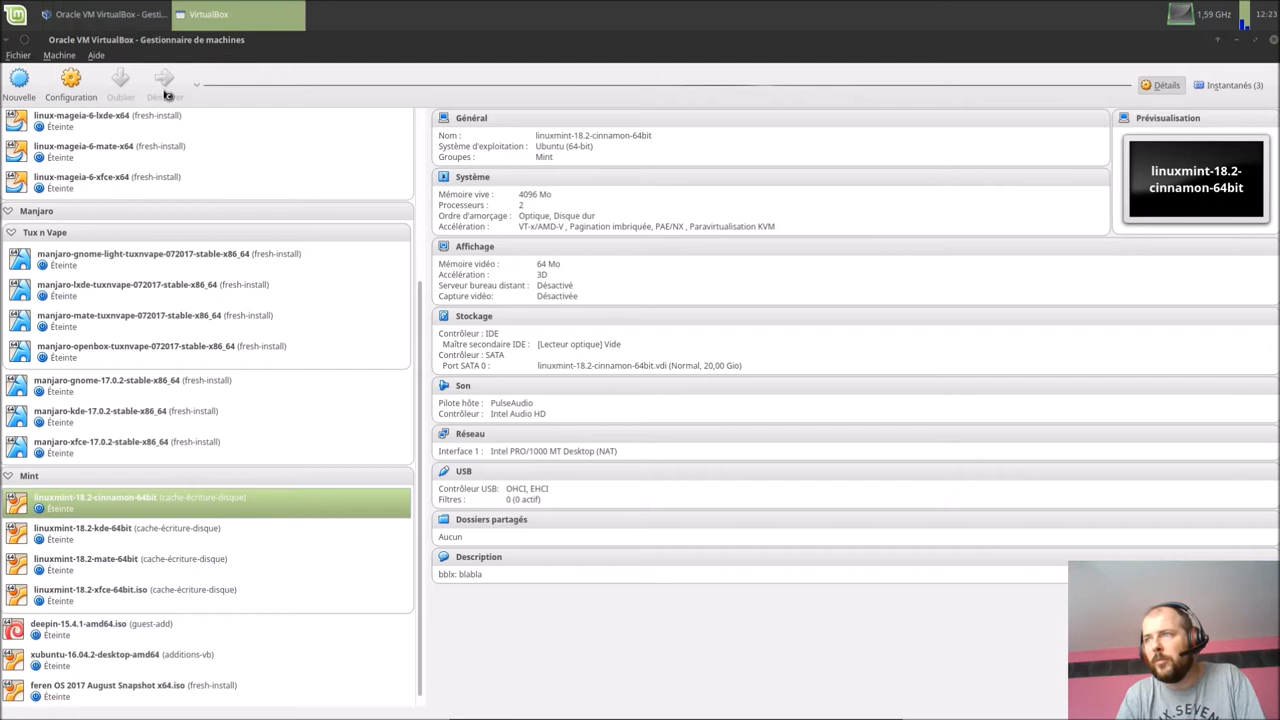 Oracle VM VirtualBox - Gesti...
VirtualBox
1,59 GHz
12:23
Oracle VM VirtualBox - Gestionnaire de machines
Fichier Machine Aide
Nouvelle Configuration Oublier
Détails Instantanés (3)
linux-mageia-6-lxde-x64 (fresh-install)
Éteinte
linux-mageia-6-mate-x64 (fresh-install)
Éteinte
linux-mageia-6-xfce-x64 (fresh-install)
Éteinte
Manjaro
Tux n Vape
manjaro-gnome-light-tuxnvape-072017-stable-x86_64 (fresh-install)
Éteinte
manjaro-lxde-tuxnvape-072017-stable-x86_64 (fresh-install)
Éteinte
manjaro-mate-tuxnvape-072017-stable-x86_64 (fresh-install)
Éteinte
manjaro-openbox-tuxnvape-072017-stable-x86_64 (fresh-install)
Éteinte
manjaro-gnome-17.0.2-stable-x86_64 (fresh-install)
Éteinte
manjaro-kde-17.0.2-stable-x86_64 (fresh-install)
Éteinte
manjaro-xfce-17.0.2-stable-x86_64 (fresh-install)
Éteinte
Mint
linuxmint-18.2-cinnamon-64bit (cache-écriture-disque)
Éteinte
linuxmint-18.2-kde-64bit (cache-écriture-disque)
Éteinte
linuxmint-18.2-mate-64bit (cache-écriture-disque)
Éteinte
linuxmint-18.2-xfce-64bit.iso (cache-écriture-disque)
Éteinte
deepin-15.4.1-amd64.iso (guest-add)
Éteinte
xubuntu-16.04.2-desktop-amd64 (additions-vb)
Éteinte
feren OS 2017 August Snapshot x64.iso (fresh-install)
Éteinte
Général
Nom : linuxmint-18.2-cinnamon-64bit
Système d'exploitation : Ubuntu (64-bit)
Groupes : Mint
Système
Mémoire vive : 4096 Mo
Processeurs : 2
Ordre d'amorçage : Optique, Disque dur
Accélération : VT-x/AMD-V , Pagination imbriquée, PAE/NX , Paravirtualisation KVM
Affichage
Mémoire vidéo : 64 Mo
Accélération : 3D
Serveur bureau distant : Désactivé
Capture vidéo : Désactivée
Stockage
Contrôleur : IDE
Maître secondaire IDE : [Lecteur optique] Vide
Contrôleur : SATA
Port SATA 0 : linuxmint-18.2-cinnamon-64bit.vdi (Normal, 20,00 Gio)
Son
Pilote hôte : PulseAudio
Contrôleur : Intel Audio HD
Réseau
Interface 1 : Intel PRO/1000 MT Desktop (NAT)
USB
Contrôleur USB: OHCI, EHCI
Filtres : 0 (0 actif)
Dossiers partagés
Aucun
Description
bblx: blabla
Prévisualisation
linuxmint-18.2-
cinnamon-64bit